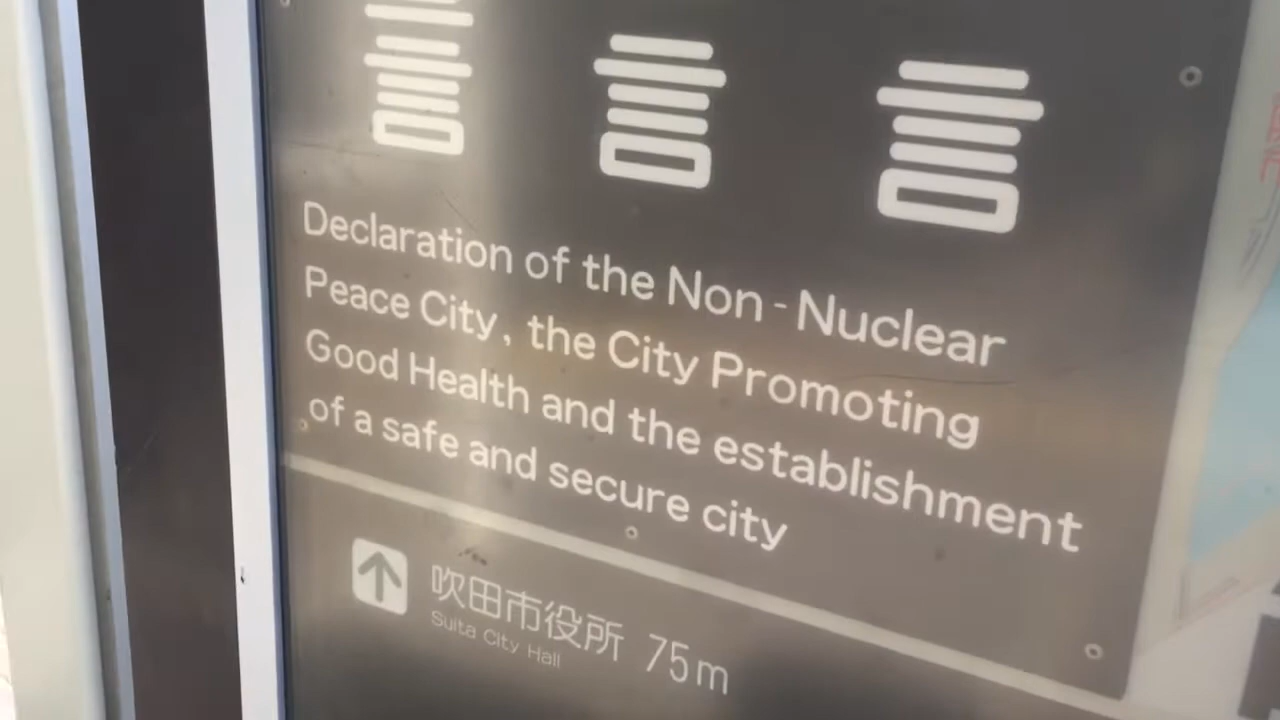 言 言 言
Declaration of the Non-Nuclear
Peace City, the City Promoting
Good Health and the establishment
of a safe and secure city
吹田市役所 75m
Suita City Hall